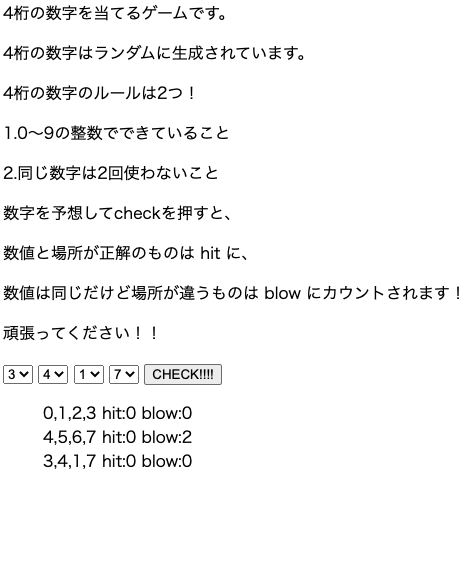 4桁の数字を当てるゲームです。
4桁の数字はランダムに生成されています。
4桁の数字のルールは2つ！
1.0〜9の整数でできていること
2.同じ数字は2回使わないこと
数字を予想してcheckを押すと、
数値と場所が正解のものは hit に、
数値は同じだけど場所が違うものは blow にカウントされます！
頑張ってください！！
3 4 1 7 CHECK!!!!
0,1,2,3 hit:0 blow:0
4,5,6,7 hit:0 blow:2
3,4,1,7 hit:0 blow:0